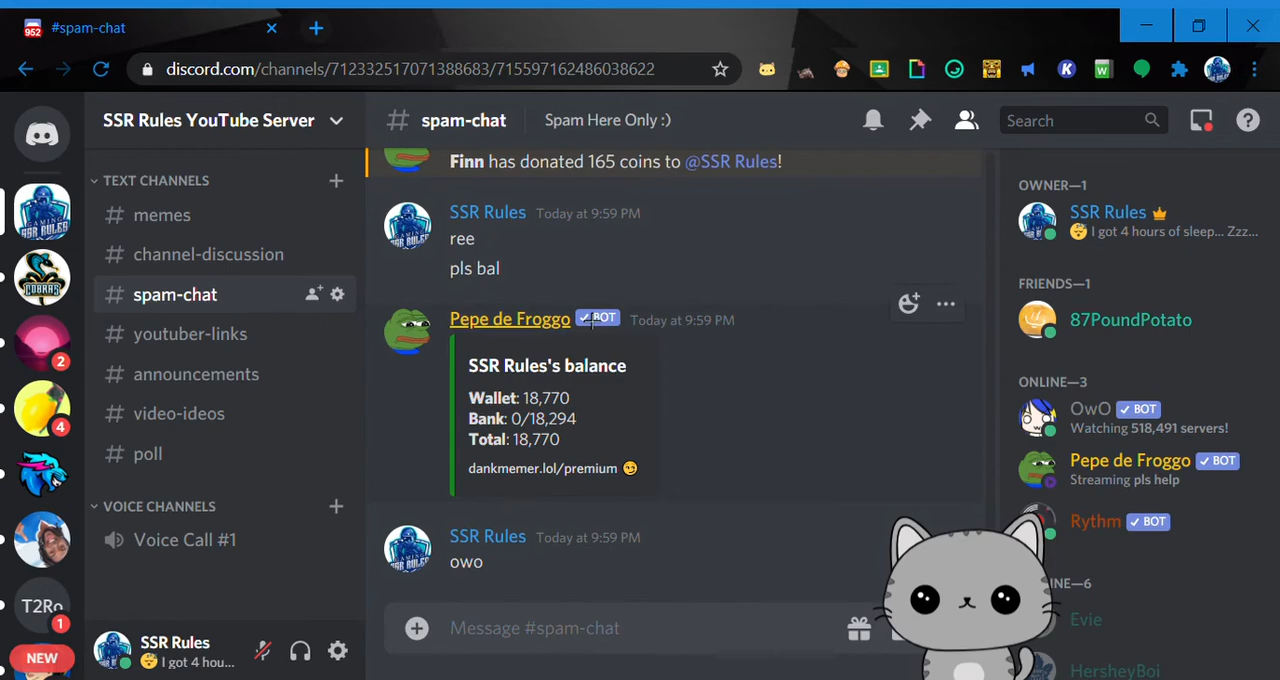 952 #spam-chat
discord.com/channels/712332517071388683/715597162486038622
SSR Rules YouTube Server
# spam-chat
Spam Here Only :)
Search
TEXT CHANNELS
# memes
# channel-discussion
# spam-chat
# youtuber-links
# announcements
# video-ideos
# poll
VOICE CHANNELS
Voice Call #1
2
4
T2Ro
1
NEW
SSR Rules
I got 4 hou...
Finn has donated 165 coins to @SSR Rules!
SSR Rules Today at 9:59 PM
ree
pls bal
Pepe de Froggo BOT Today at 9:59 PM
SSR Rules's balance
Wallet: 18,770
Bank: 0/18,294
Total: 18,770
dankmemer.lol/premium
SSR Rules Today at 9:59 PM
owo
Message #spam-chat
OWNER—1
SSR Rules
I got 4 hours of sleep... Zzz...
FRIENDS—1
87PoundPotato
ONLINE—3
OwO BOT
Watching 518,491 servers!
Pepe de Froggo BOT
Streaming pls help
Rythm BOT
INE—6
Evie
HersheyBoi